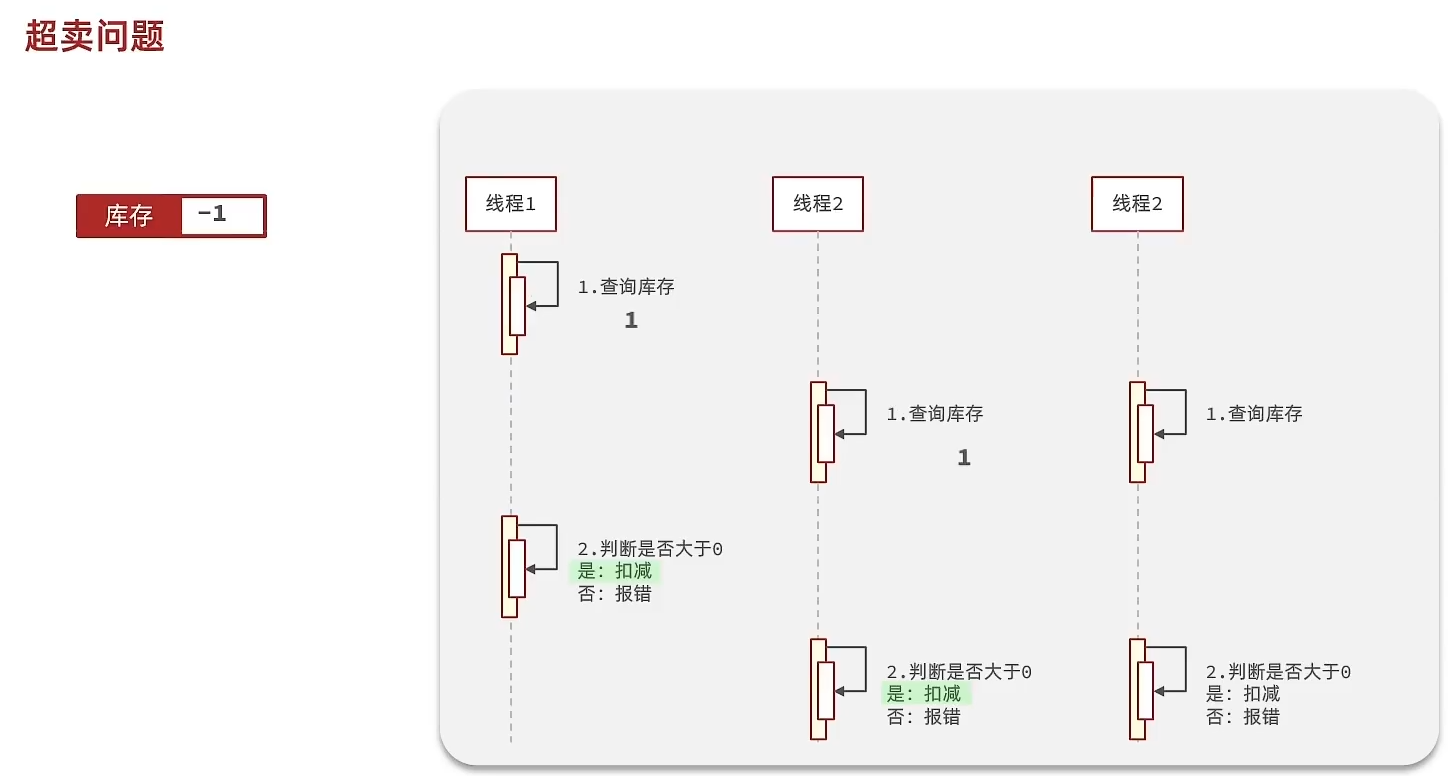 超卖问题
库存 -1
线程1
线程2
线程2
1.查询库存
1
1.查询库存
1
1.查询库存
2.判断是否大于0
是：扣减
否：报错
2.判断是否大于0
是：扣减
否：报错
2.判断是否大于0
是：扣减
否：报错